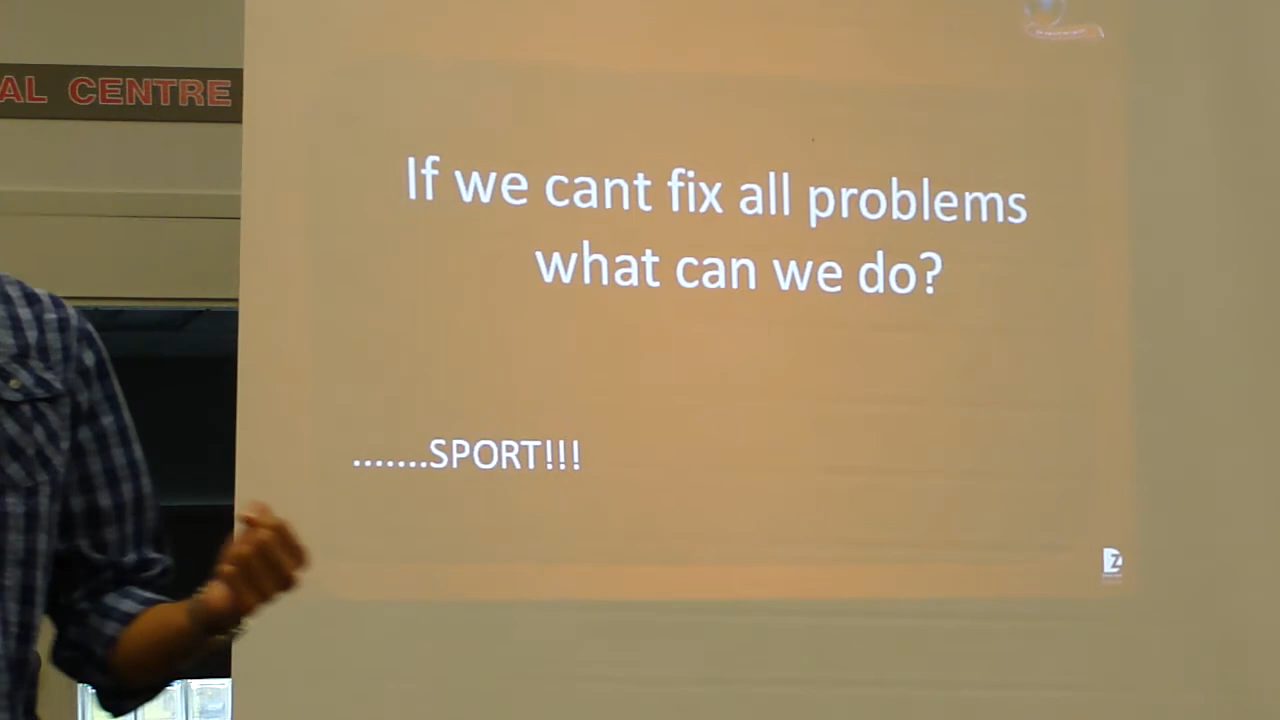 AL CENTRE
If we cant fix all problems
what can we do?
.......SPORT!!!
Z